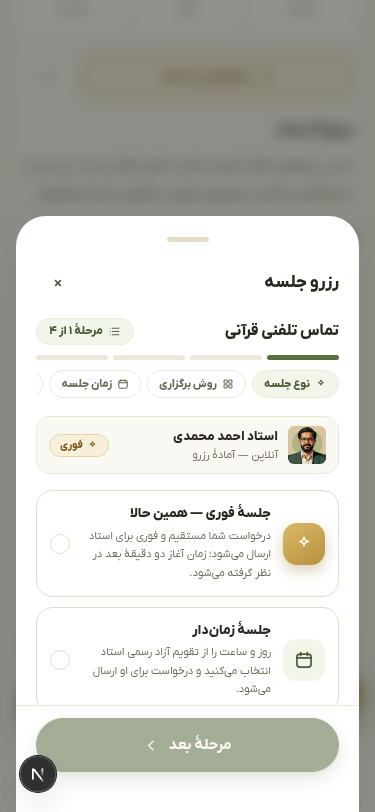 رزرو جلسه
×
تماس تلفنی قرآنی
مرحلهٔ ۱ از ۴
نوع جلسه
روش برگزاری
زمان جلسه
استاد احمد محمدی
آنلاین — آمادهٔ رزرو
فوری
جلسهٔ فوری — همین حالا
درخواست شما مستقیم و فوری برای استاد
ارسال می‌شود؛ زمان آغاز دو دقیقهٔ بعد در
نظر گرفته می‌شود.
جلسهٔ زمان‌دار
روز و ساعت را از تقویم آزاد رسمی استاد
انتخاب می‌کنید و درخواست برای او ارسال
می‌شود.
مرحلهٔ بعد
N